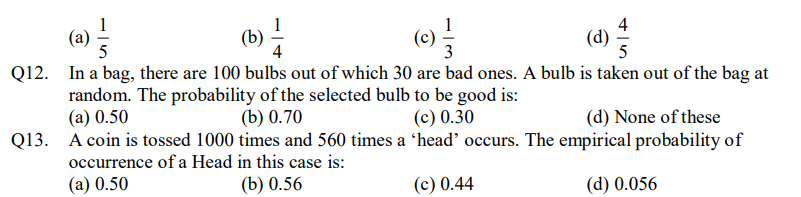 (a) 1/5 (b) 1/4 (c) 1/3 (d) 4/5
Q12. In a bag, there are 100 bulbs out of which 30 are bad ones. A bulb is taken out of the bag at
random. The probability of the selected bulb to be good is:
(a) 0.50 (b) 0.70 (c) 0.30 (d) None of these
Q13. A coin is tossed 1000 times and 560 times a ‘head’ occurs. The empirical probability of
occurrence of a Head in this case is:
(a) 0.50 (b) 0.56 (c) 0.44 (d) 0.056